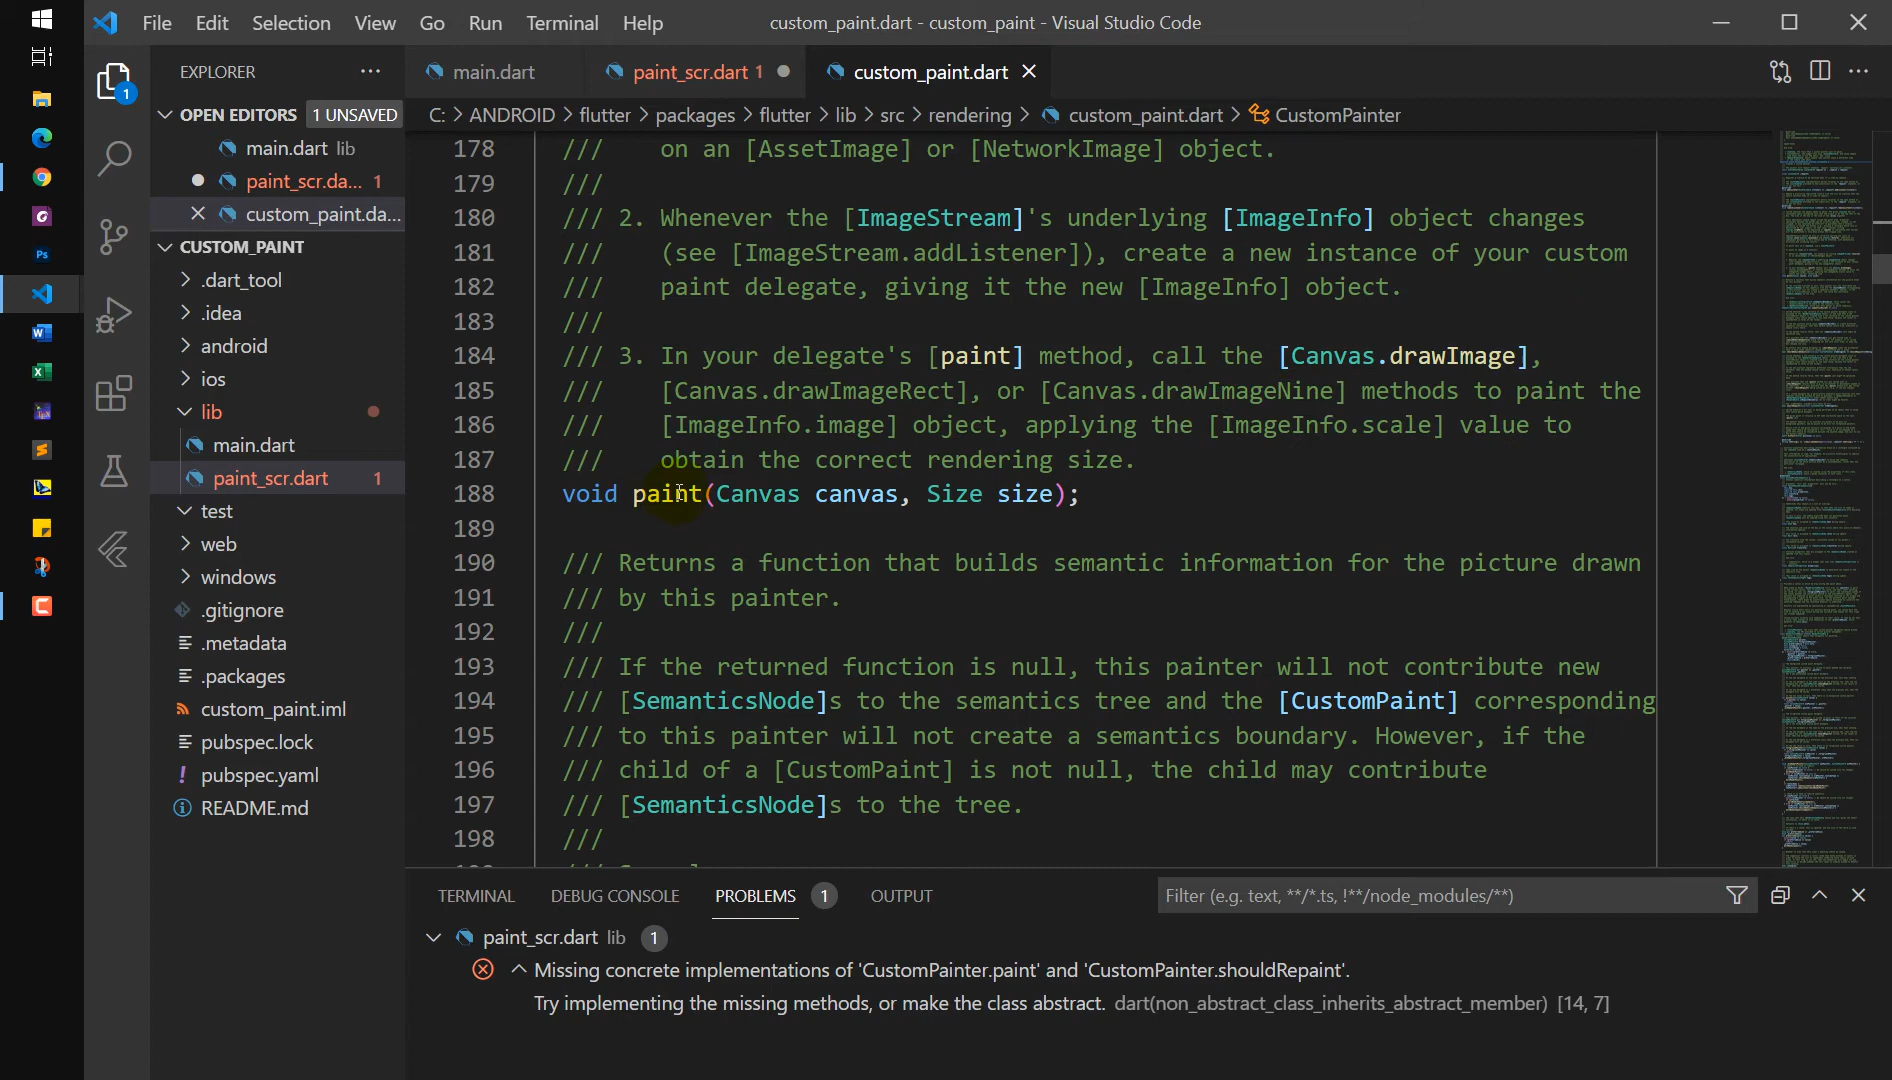 File Edit Selection View Go Run Terminal Help
custom_paint.dart - custom_paint - Visual Studio Code
EXPLORER
main.dart
paint_scr.dart 1
custom_paint.dart
OPEN EDITORS 1 UNSAVED
C: > ANDROID > flutter > packages > flutter > lib > src > rendering > custom_paint.dart > CustomPainter
main.dart lib
paint_scr.da... 1
custom_paint.da...
CUSTOM_PAINT
.dart_tool
.idea
android
ios
lib
main.dart
paint_scr.dart 1
test
web
windows
.gitignore
.metadata
.packages
custom_paint.iml
pubspec.lock
pubspec.yaml
README.md
1
Ps
178 /// on an [AssetImage] or [NetworkImage] object.
179 ///
180 /// 2. Whenever the [ImageStream]'s underlying [ImageInfo] object changes
181 /// (see [ImageStream.addListener]), create a new instance of your custom
182 /// paint delegate, giving it the new [ImageInfo] object.
183 ///
184 /// 3. In your delegate's [paint] method, call the [Canvas.drawImage],
185 /// [Canvas.drawImageRect], or [Canvas.drawImageNine] methods to paint the
186 /// [ImageInfo.image] object, applying the [ImageInfo.scale] value to
187 /// obtain the correct rendering size.
188 void paint(Canvas canvas, Size size);
189
190 /// Returns a function that builds semantic information for the picture drawn
191 /// by this painter.
192 ///
193 /// If the returned function is null, this painter will not contribute new
194 /// [SemanticsNode]s to the semantics tree and the [CustomPaint] corresponding
195 /// to this painter will not create a semantics boundary. However, if the
196 /// child of a [CustomPaint] is not null, the child may contribute
197 /// [SemanticsNode]s to the tree.
198 ///
TERMINAL DEBUG CONSOLE PROBLEMS 1 OUTPUT
Filter (e.g. text, **/*.ts, !**/node_modules/**)
paint_scr.dart lib 1
Missing concrete implementations of 'CustomPainter.paint' and 'CustomPainter.shouldRepaint'.
Try implementing the missing methods, or make the class abstract. dart(non_abstract_class_inherits_abstract_member) [14, 7]